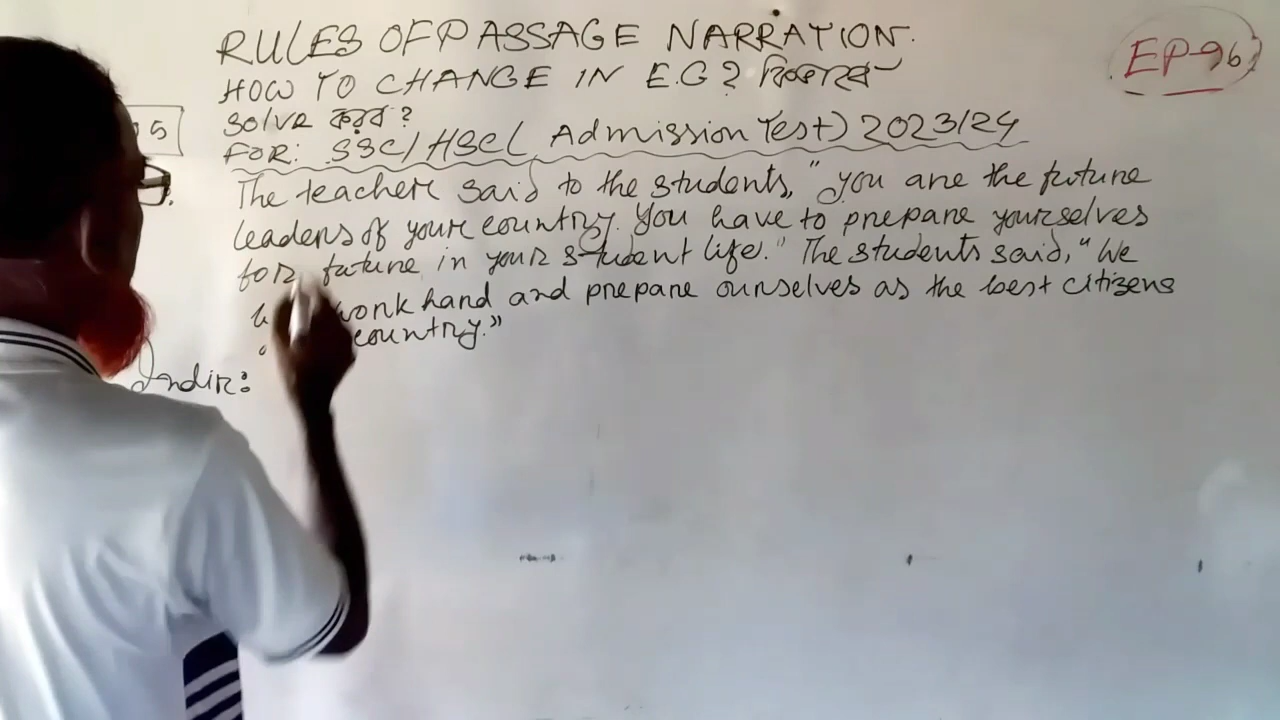 RULES OF PASSAGE NARRATION.
EP-96
HOW TO CHANGE IN E.G?
SOLVE করব?
5
FOR: SSC/HSC( Admission Test) 2023/24
The teacher said to the students, "You are the future
leaders of your country. You have to prepare yourselves
for future in your student life." The students said, "We
work hard and prepare ourselves as the best citizens
country."
Indir: